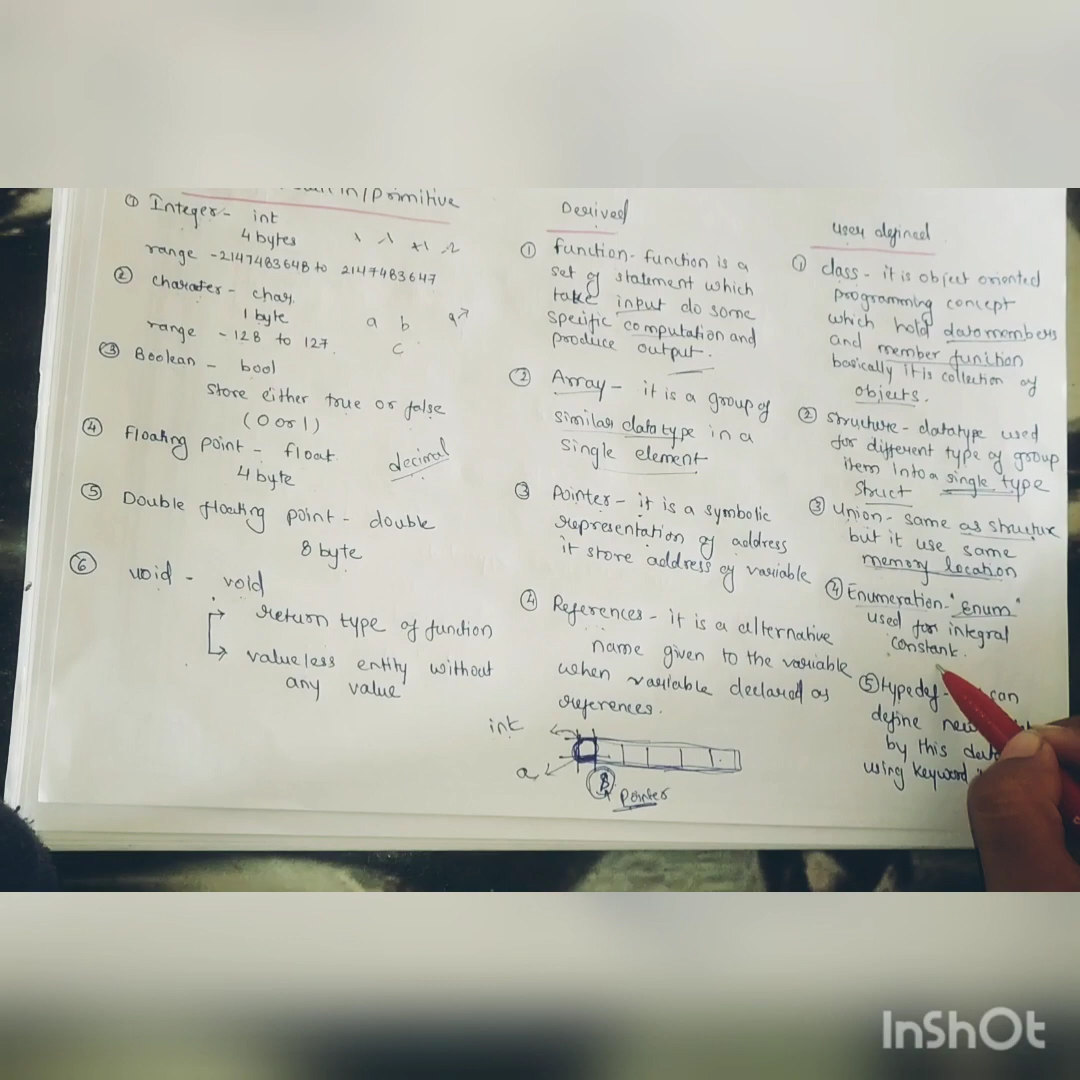 in/primitive
① Integer - int
4 bytes
range -2147483648 to 2147483647
② character - char
1 byte
a b
c
range -128 to 127.
③ Boolean - bool
store either true or false
(0 or 1)
④ Floating point - float
decimal
4 byte
⑤ Double floating point - double
8 byte
⑥ void - void
→ Return type of function
→ valueless entity without
any value
Derived
① function - function is a
set of statement which
take input do some
specific computation and
produce output.
② Array - it is a group of
similar datatype in a
single element
③ Pointer - it is a symbolic
representation of address
it store address of variable
④ References - it is a alternative
name given to the variable
when variable declared as
references.
int
a
pointer
user defined
① class - it is object oriented
programming concept
which hold datamembers
and member function
basically it is collection of
objects.
② structure - datatype used
for different type of group
item into a single type
struct
③ Union - same as structure
but it use same
memory location
④ Enumeration - "Enum"
used for integral
constant.
⑤ typedef - can
define new
by this
using keyword
InShOt